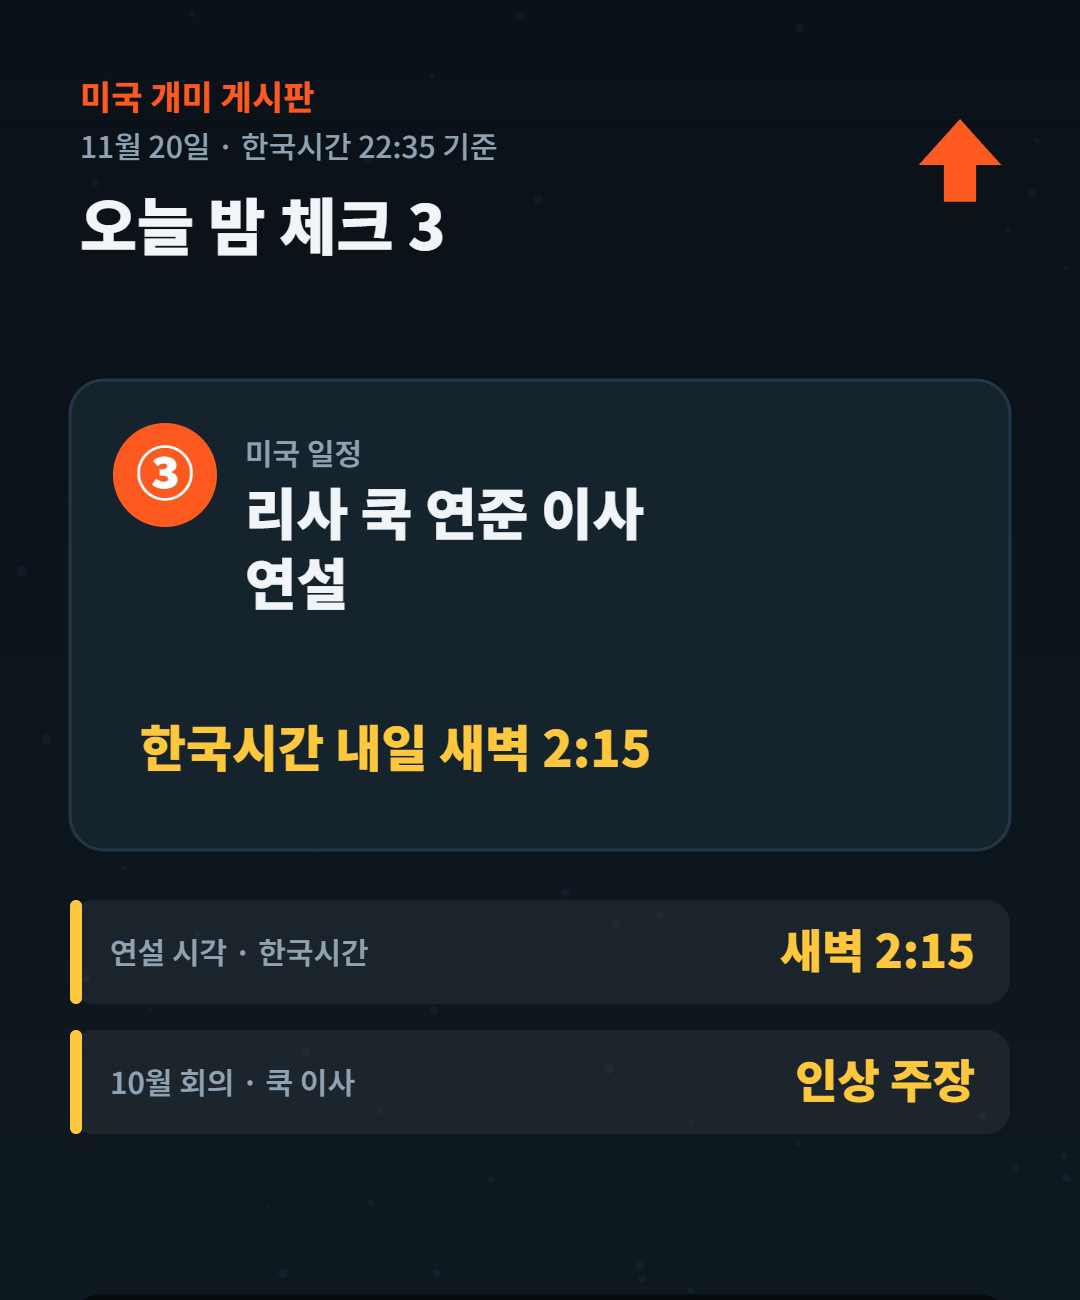 미국 개미 게시판
11월 20일 · 한국시간 22:35 기준
오늘 밤 체크 3
③
미국 일정
리사 쿡 연준 이사
연설
한국시간 내일 새벽 2:15
연설 시각 · 한국시간
새벽 2:15
10월 회의 · 쿡 이사
인상 주장